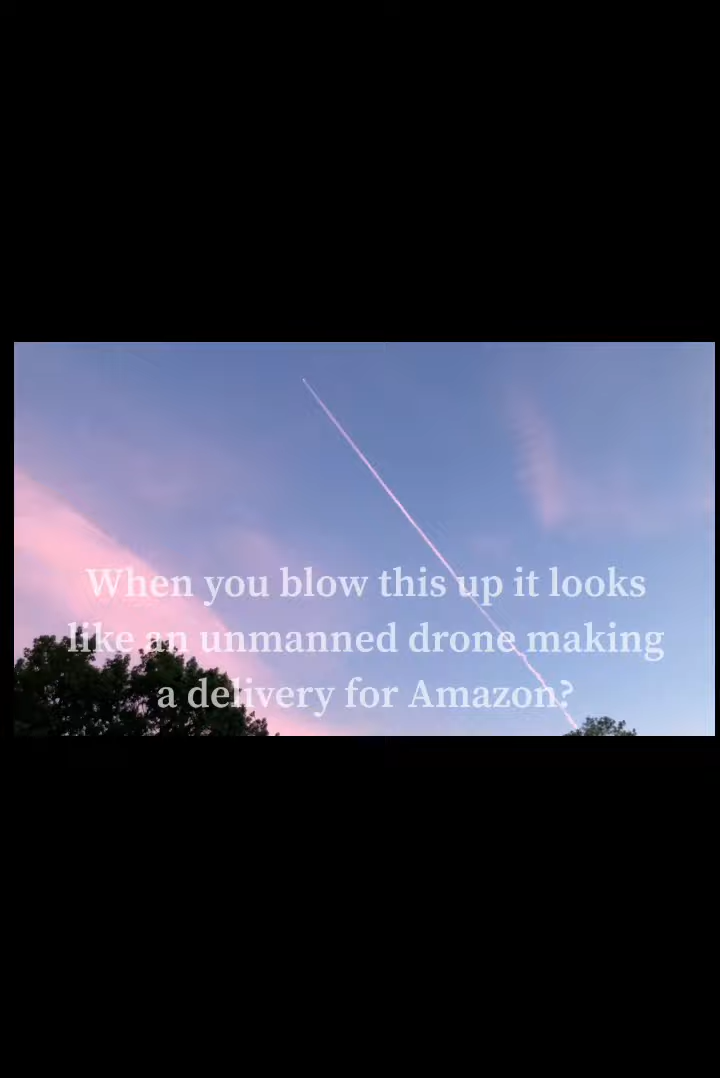 When you blow this up it looks
like an unmanned drone making
a delivery for Amazon?